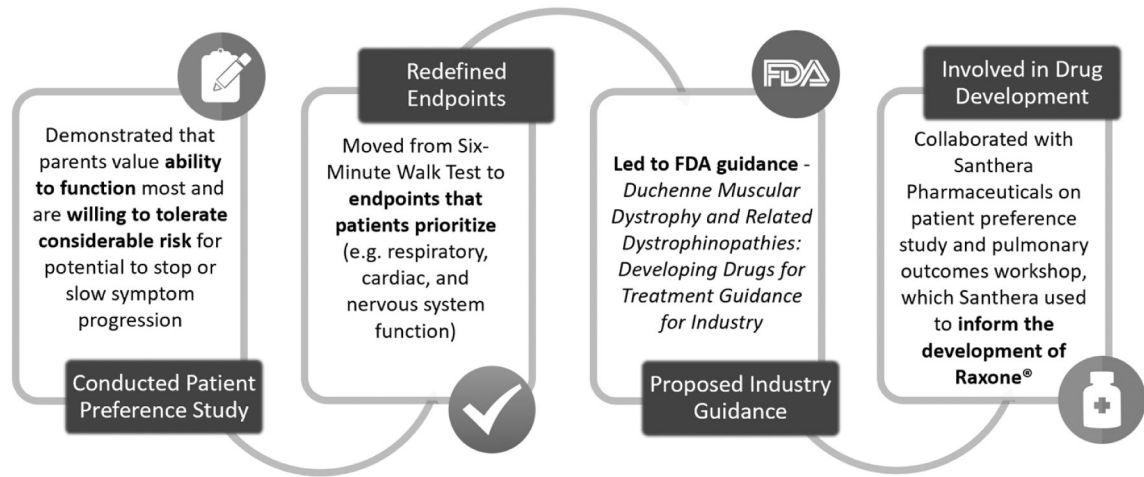 Demonstrated that
parents value ability
to function most and
are willing to tolerate
considerable risk for
potential to stop or
slow symptom
progression
Conducted Patient
Preference Study
Redefined
Endpoints
Moved from Six-
Minute Walk Test to
endpoints that
patients prioritize
(e.g. respiratory,
cardiac, and
nervous system
function)
FDA
Led to FDA guidance -
Duchenne Muscular
Dystrophy and Related
Dystrophinopathies:
Developing Drugs for
Treatment Guidance
for Industry
Proposed Industry
Guidance
Involved in Drug
Development
Collaborated with
Santhera
Pharmaceuticals on
patient preference
study and pulmonary
outcomes workshop,
which Santhera used
to inform the
development of
Raxone®